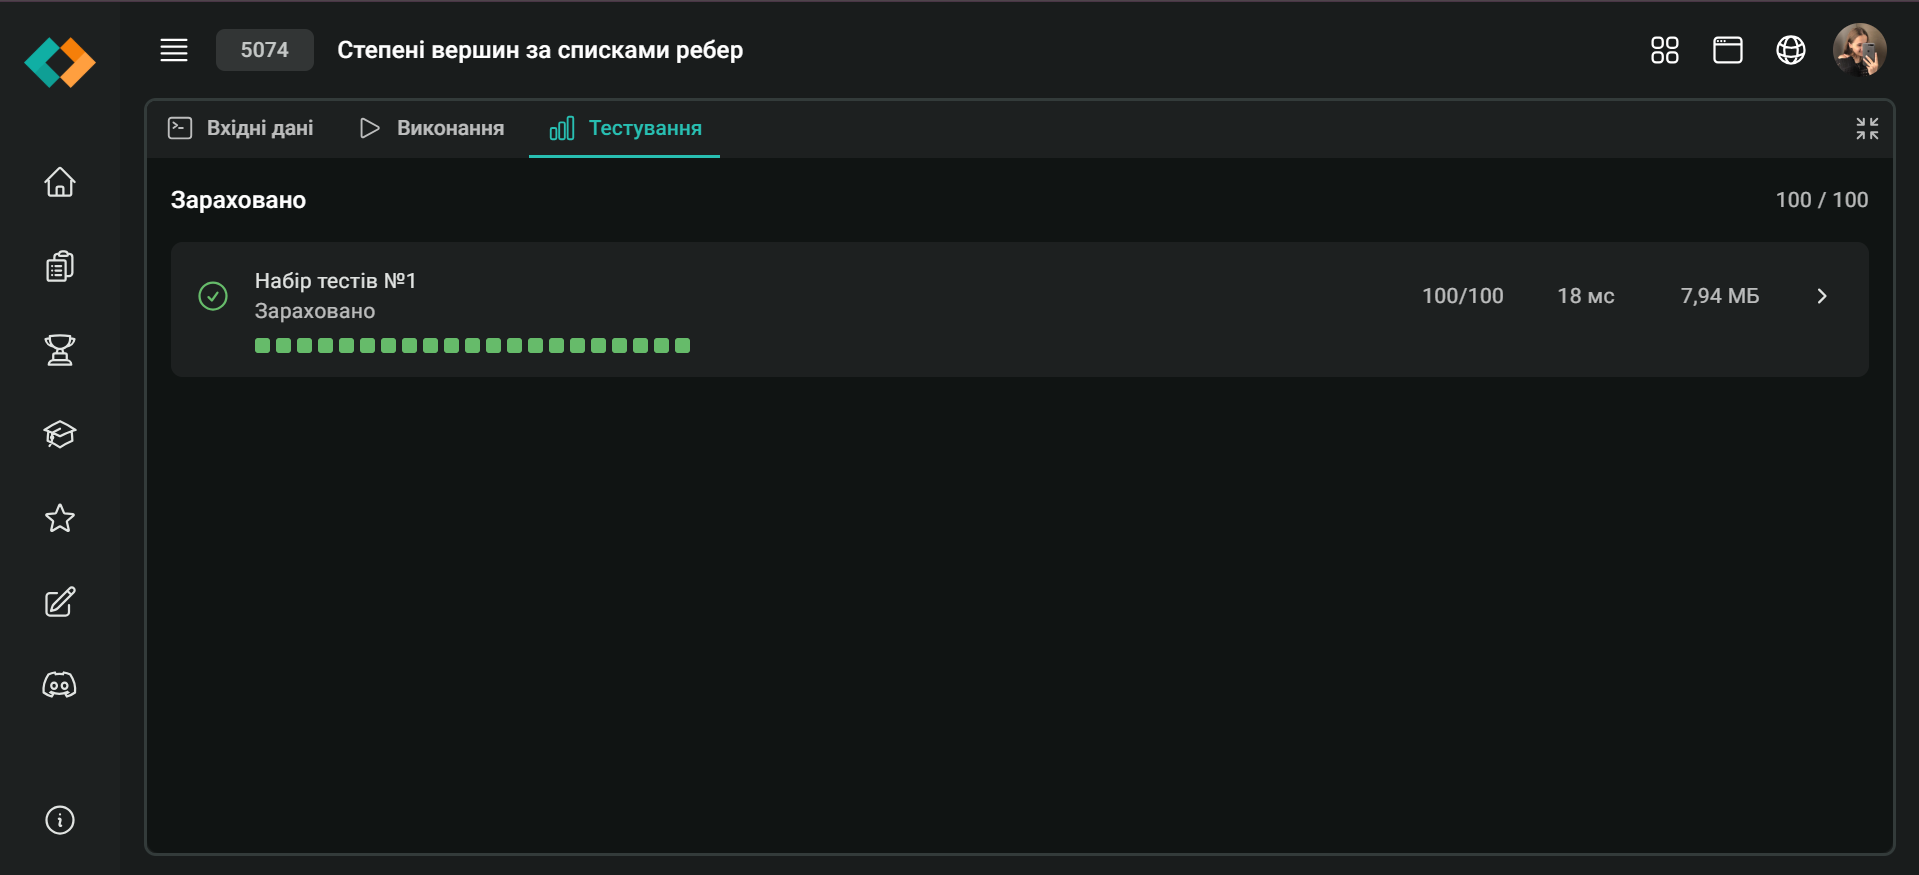 5074 Степені вершин за списками ребер
Вхідні дані Виконання Тестування
Зараховано 100 / 100
Набір тестів №1
Зараховано
100/100 18 мс 7,94 МБ